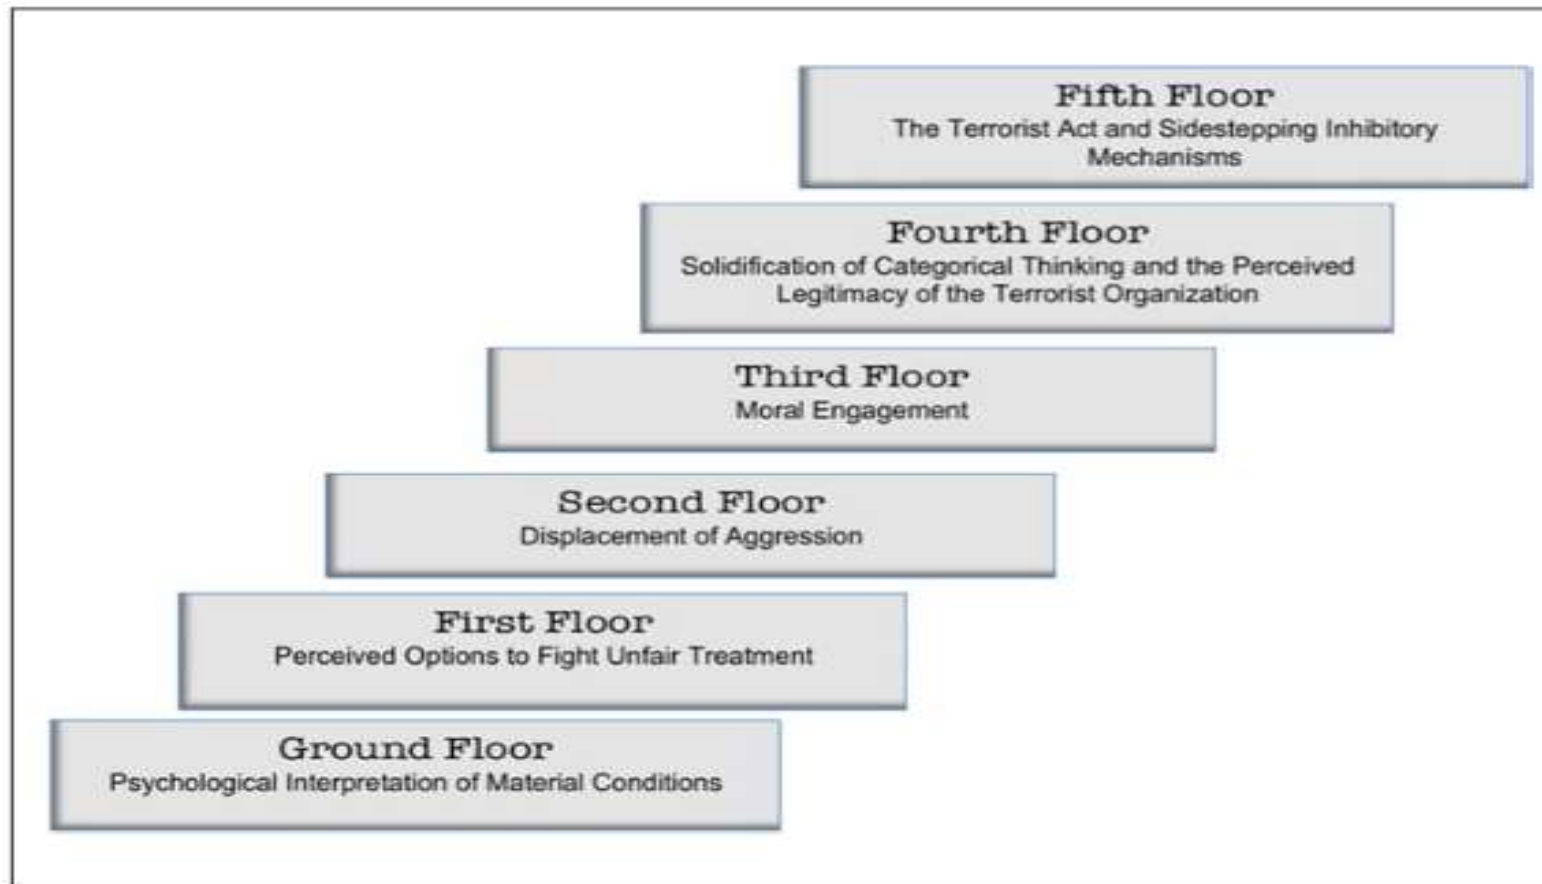 Fifth Floor
The Terrorist Act and Sidestepping Inhibitory
Mechanisms
Fourth Floor
Solidification of Categorical Thinking and the Perceived
Legitimacy of the Terrorist Organization
Third Floor
Moral Engagement
Second Floor
Displacement of Aggression
First Floor
Perceived Options to Fight Unfair Treatment
Ground Floor
Psychological Interpretation of Material Conditions